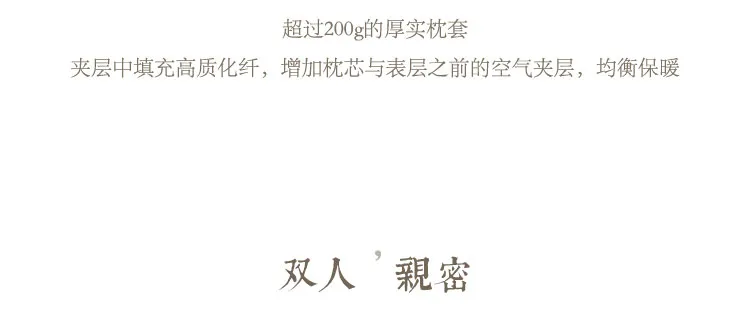 超过200g的厚实枕套
夹层中填充高质化纤，增加枕芯与表层之前的空气夹层，均衡保暖
双人，親密